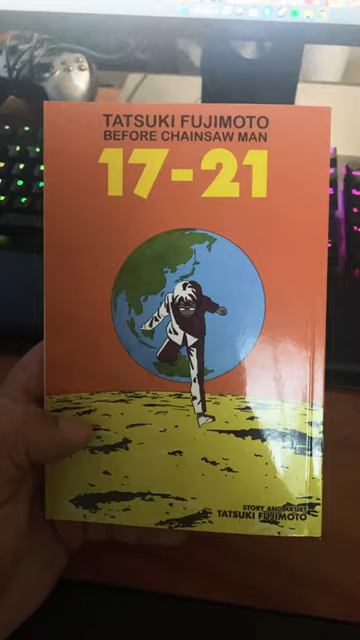 TATSUKI FUJIMOTO
BEFORE CHAINSAW MAN
17-21
STORY AND ART BY
TATSUKI FUJIMOTO